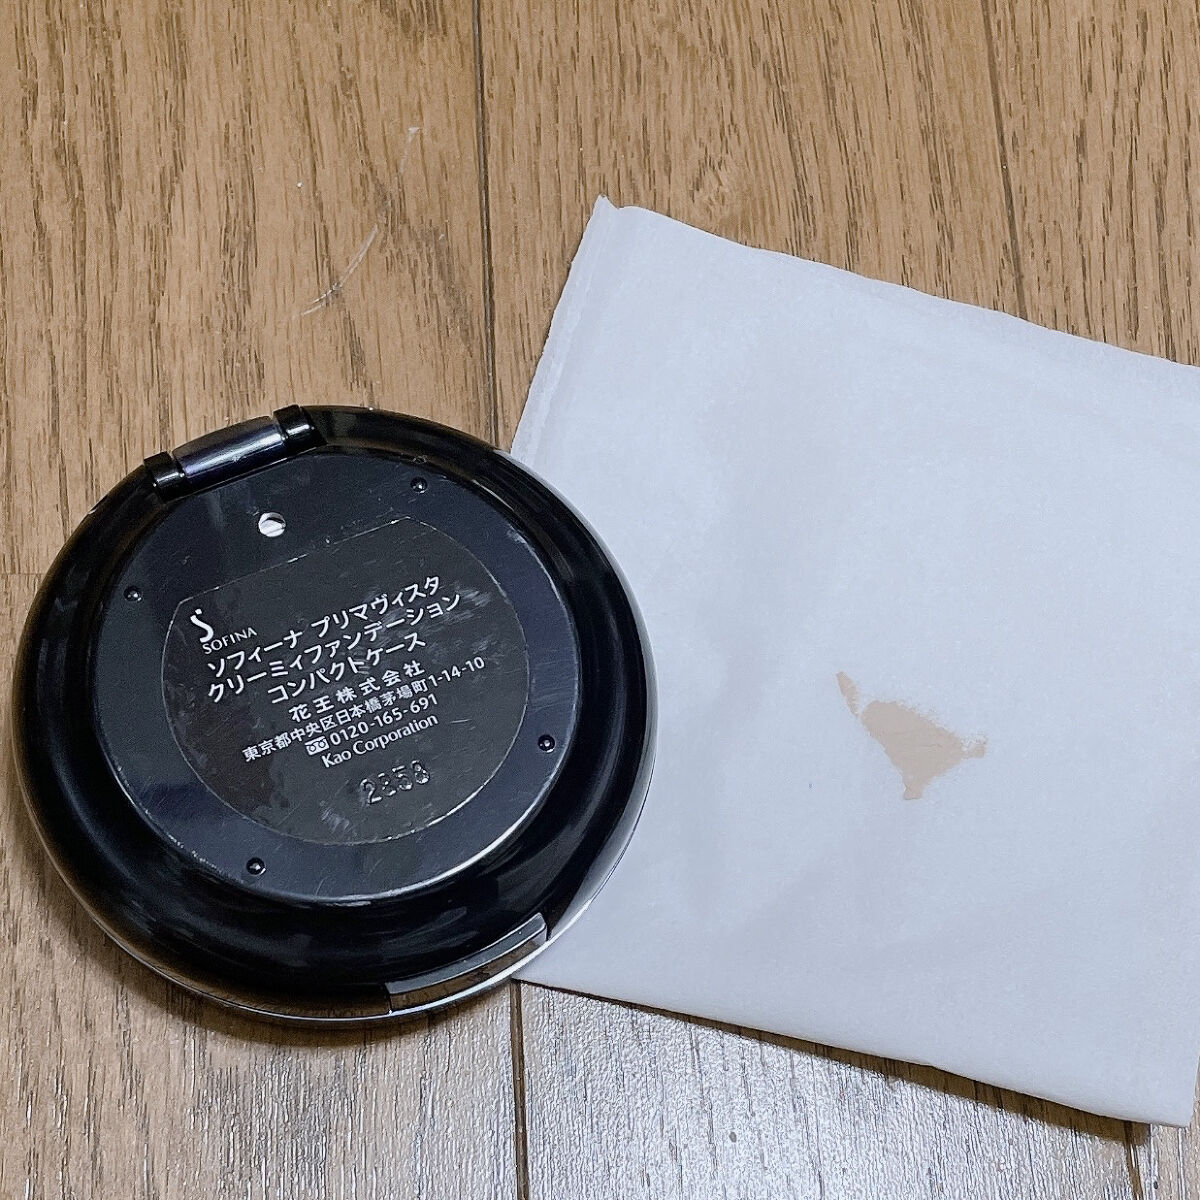 SOFINA
ソフィーナ プリマヴィスタ
クリーミィファンデーション
コンパクトケース
花王株式会社
東京都中央区日本橋茅場町1-14-10
0120-165-691
Kao Corporation